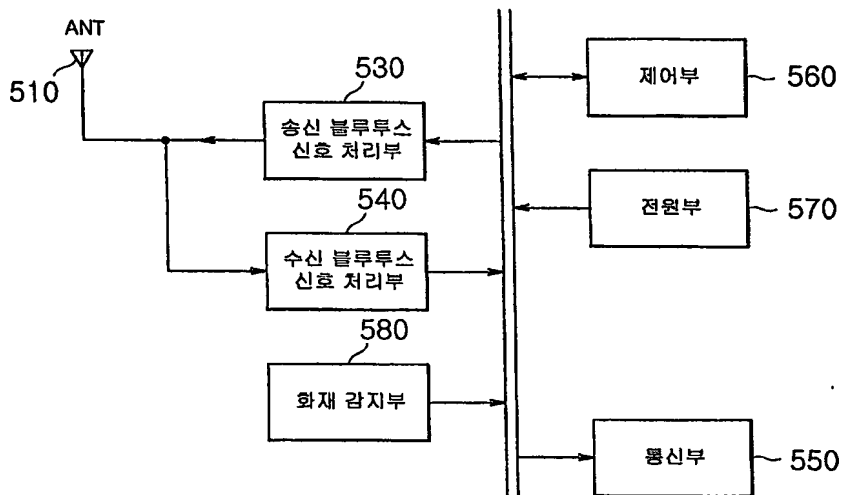 ANT
510
530
송신 블루투스
신호 처리부
제어부
560
540
수신 블루투스
신호 처리부
전원부
570
580
화재 감지부
통신부
550